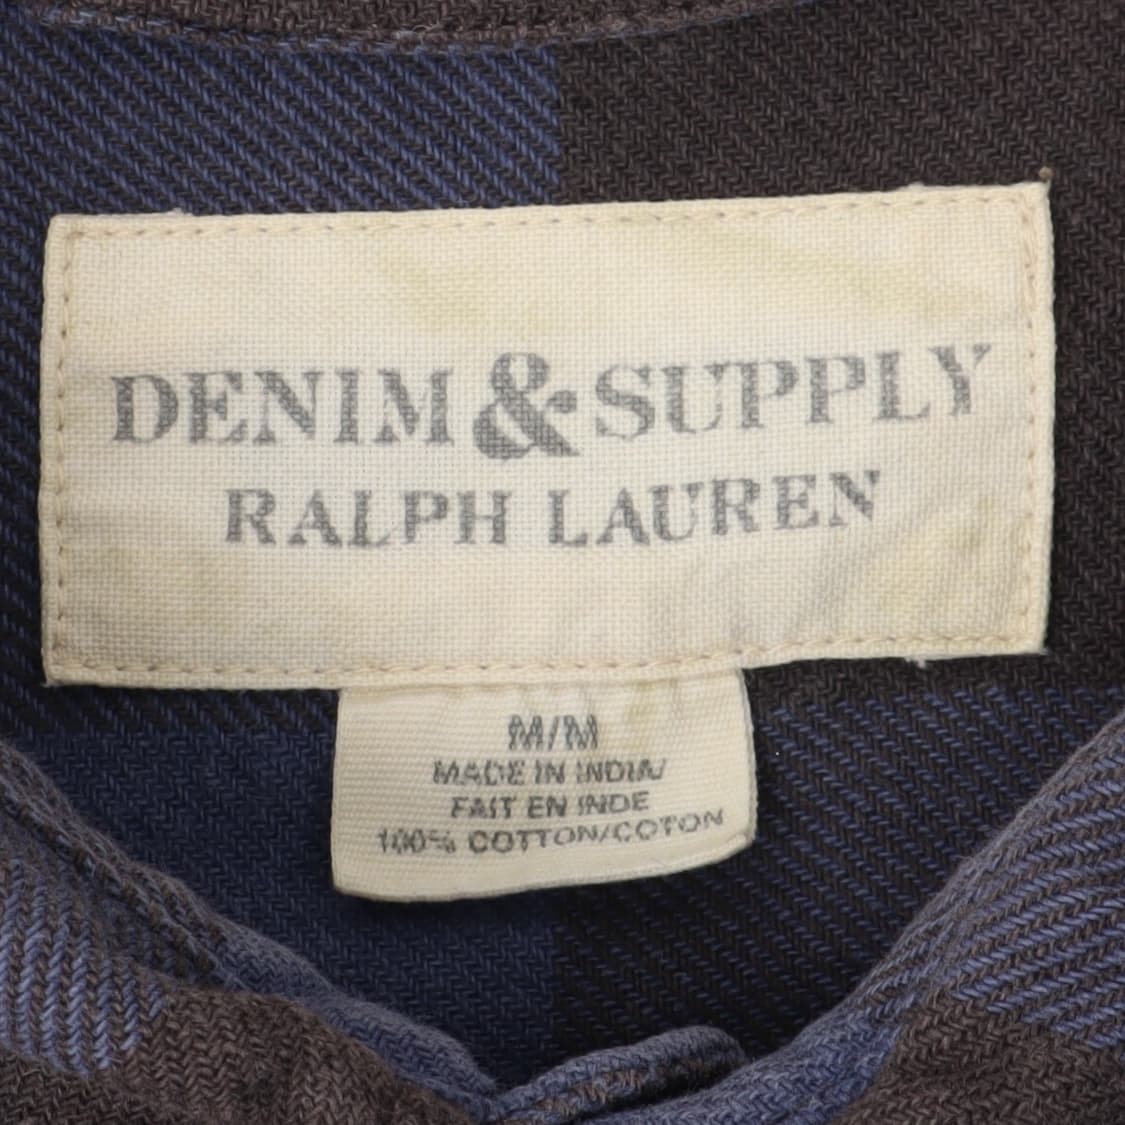 DENIM & SUPPLY
RALPH LAUREN
M/M
MADE IN INDIA/
FAIT EN INDE
100% COTTON/COTON